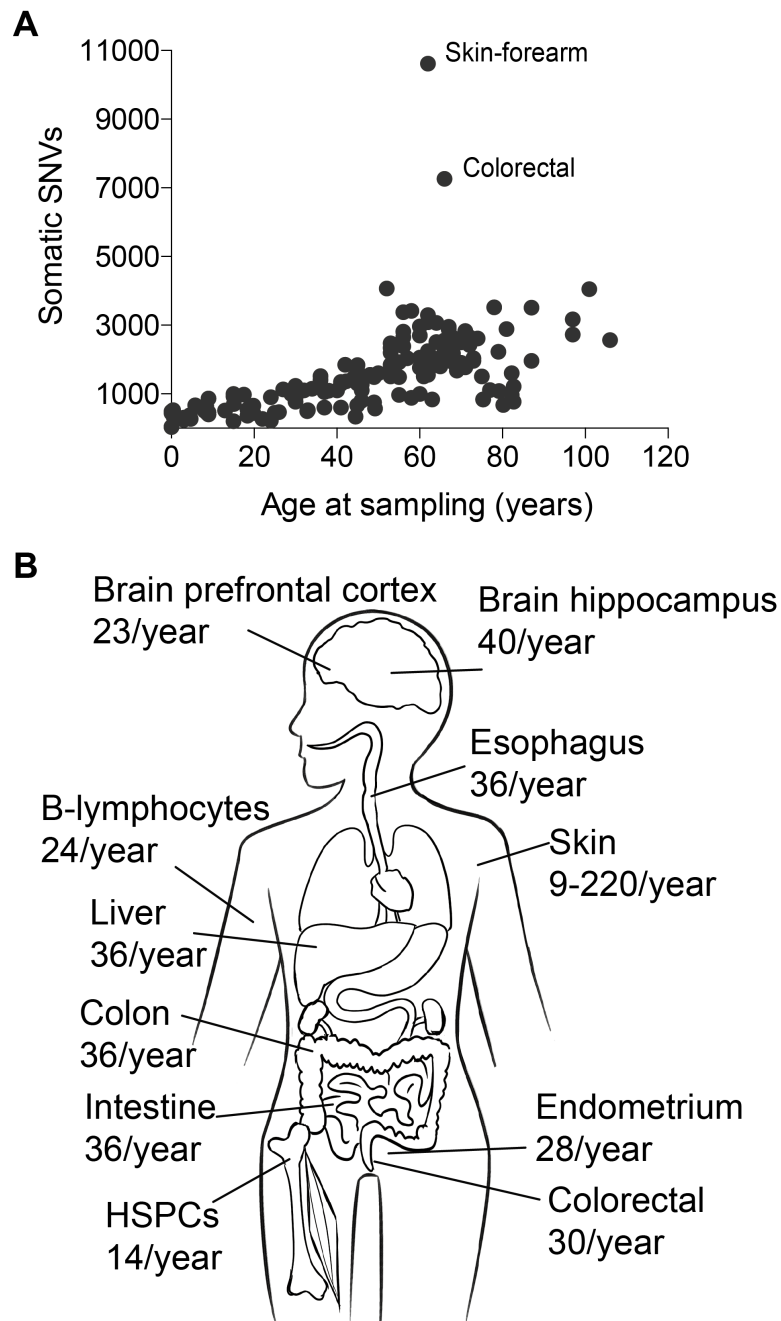 A
11000
9000
7000
5000
3000
1000
Somatic SNVs
Skin-forearm
Colorectal
0 20 40 60 80 100 120
Age at sampling (years)
B
Brain prefrontal cortex
23/year
Brain hippocampus
40/year
Esophagus
36/year
B-lymphocytes
24/year
Skin
9-220/year
Liver
36/year
Colon
36/year
Intestine
36/year
Endometrium
28/year
HSPCs
14/year
Colorectal
30/year